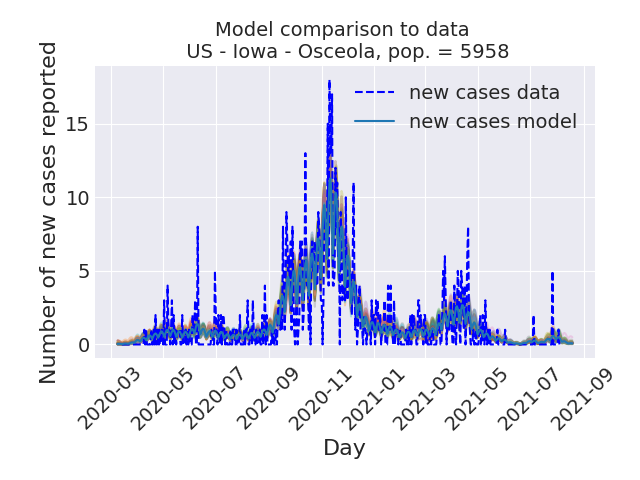 Model comparison to data
US - Iowa - Osceola, pop. = 5958
Number of new cases reported
15
10
5
0
new cases data
new cases model
2020-03
2020-05
2020-07
2020-09
2020-11
2021-01
2021-03
2021-05
2021-07
2021-09
Day